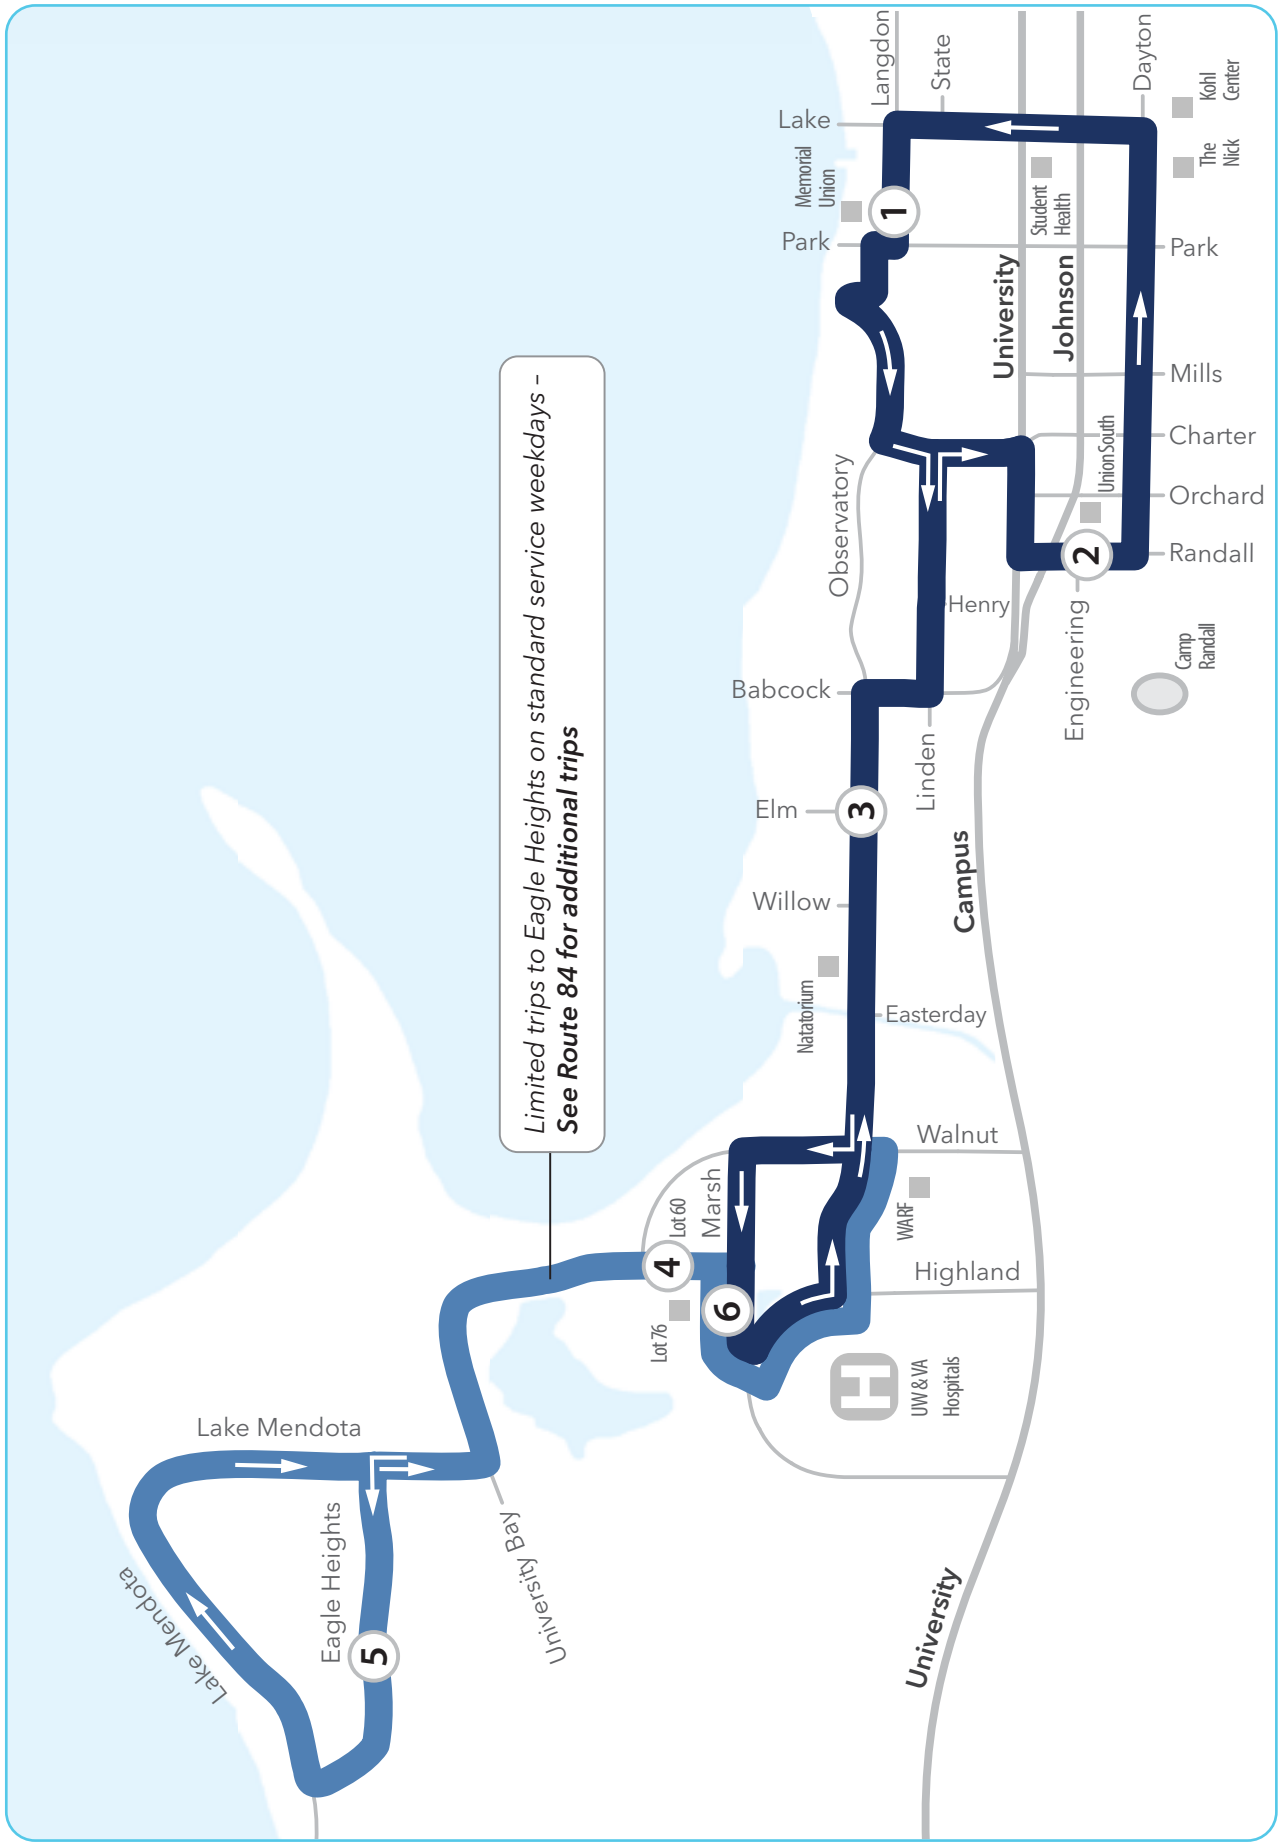 Langdon
State
Dayton
Kohl
Center
The
Nick
Lake
Memorial
Union
1
Park
Student
Health
Park
University
Johnson
Mills
Charter
Union South
Orchard
Randall
2
Observatory
Henry
Engineering
Camp
Randall
Babcock
Linden
Elm
3
Willow
Campus
Natatorium
Easterday
Limited trips to Eagle Heights on standard service weekdays –
See Route 84 for additional trips
Walnut
Marsh
Lot 60
WARF
4
Highland
6
Lot 76
UW & VA
Hospitals
H
Lake Mendota
Eagle Heights
University Bay
Lake Mendota
5
University